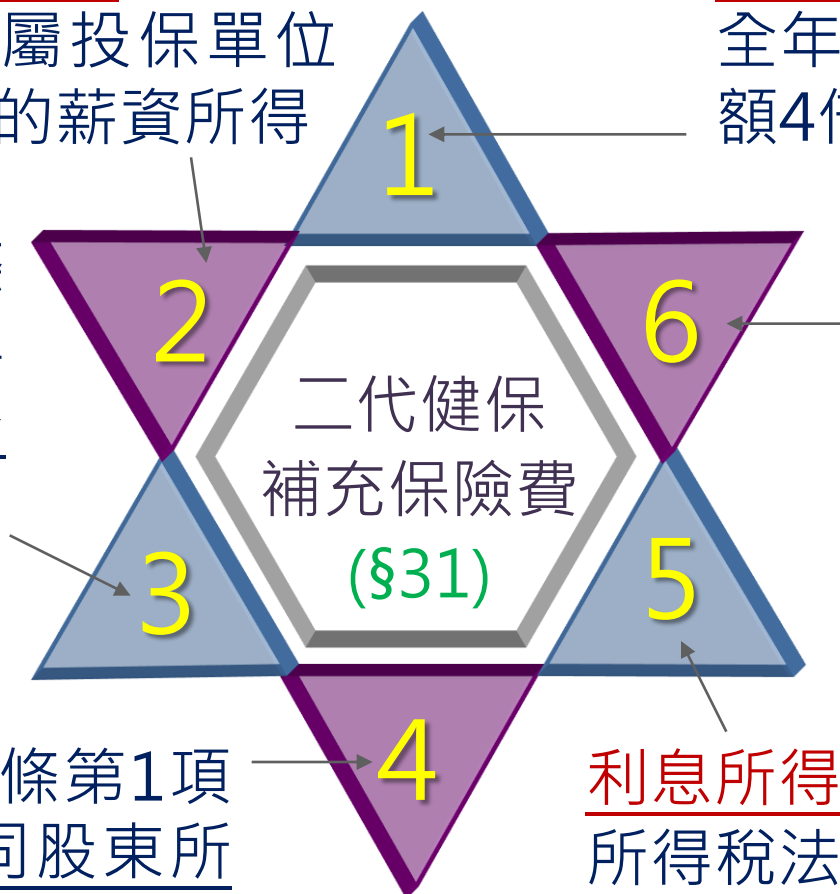 屬投保單位
的薪資所得
全年
額4倍
1
2
6
二代健保
補充保險費
(§31)
3
5
4
條第1項
司股東所
利息所得
所得稅法